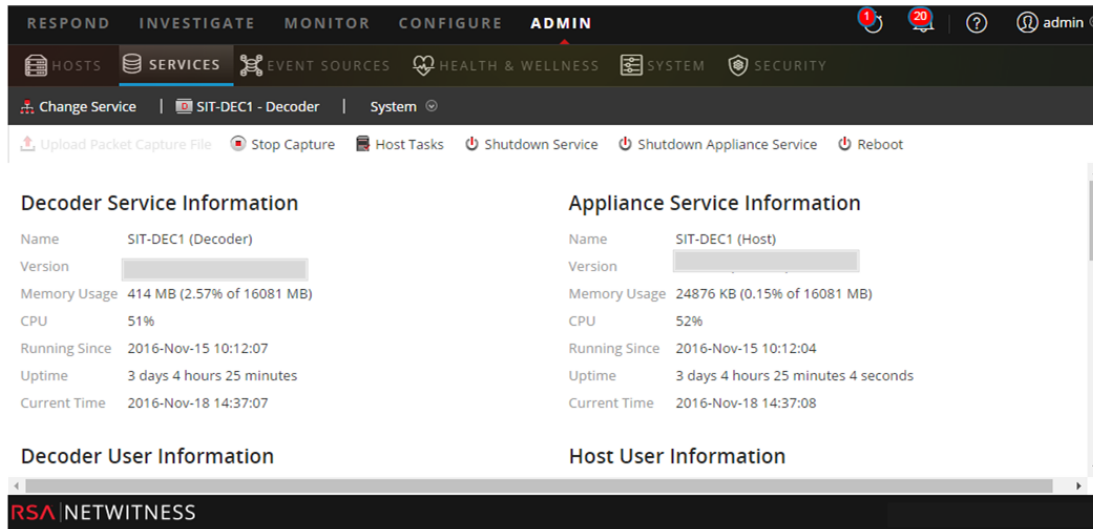 RESPOND INVESTIGATE MONITOR CONFIGURE ADMIN 1 20 ? admin
HOSTS SERVICES EVENT SOURCES HEALTH & WELLNESS SYSTEM SECURITY
Change Service | D SIT-DEC1 - Decoder | System
Upload Packet Capture File Stop Capture Host Tasks Shutdown Service Shutdown Appliance Service Reboot
Decoder Service Information
Name SIT-DEC1 (Decoder)
Version
Memory Usage 414 MB (2.57% of 16081 MB)
CPU 51%
Running Since 2016-Nov-15 10:12:07
Uptime 3 days 4 hours 25 minutes
Current Time 2016-Nov-18 14:37:07
Appliance Service Information
Name SIT-DEC1 (Host)
Version
Memory Usage 24876 KB (0.15% of 16081 MB)
CPU 52%
Running Since 2016-Nov-15 10:12:04
Uptime 3 days 4 hours 25 minutes 4 seconds
Current Time 2016-Nov-18 14:37:08
Decoder User Information
Host User Information
RSA NETWITNESS